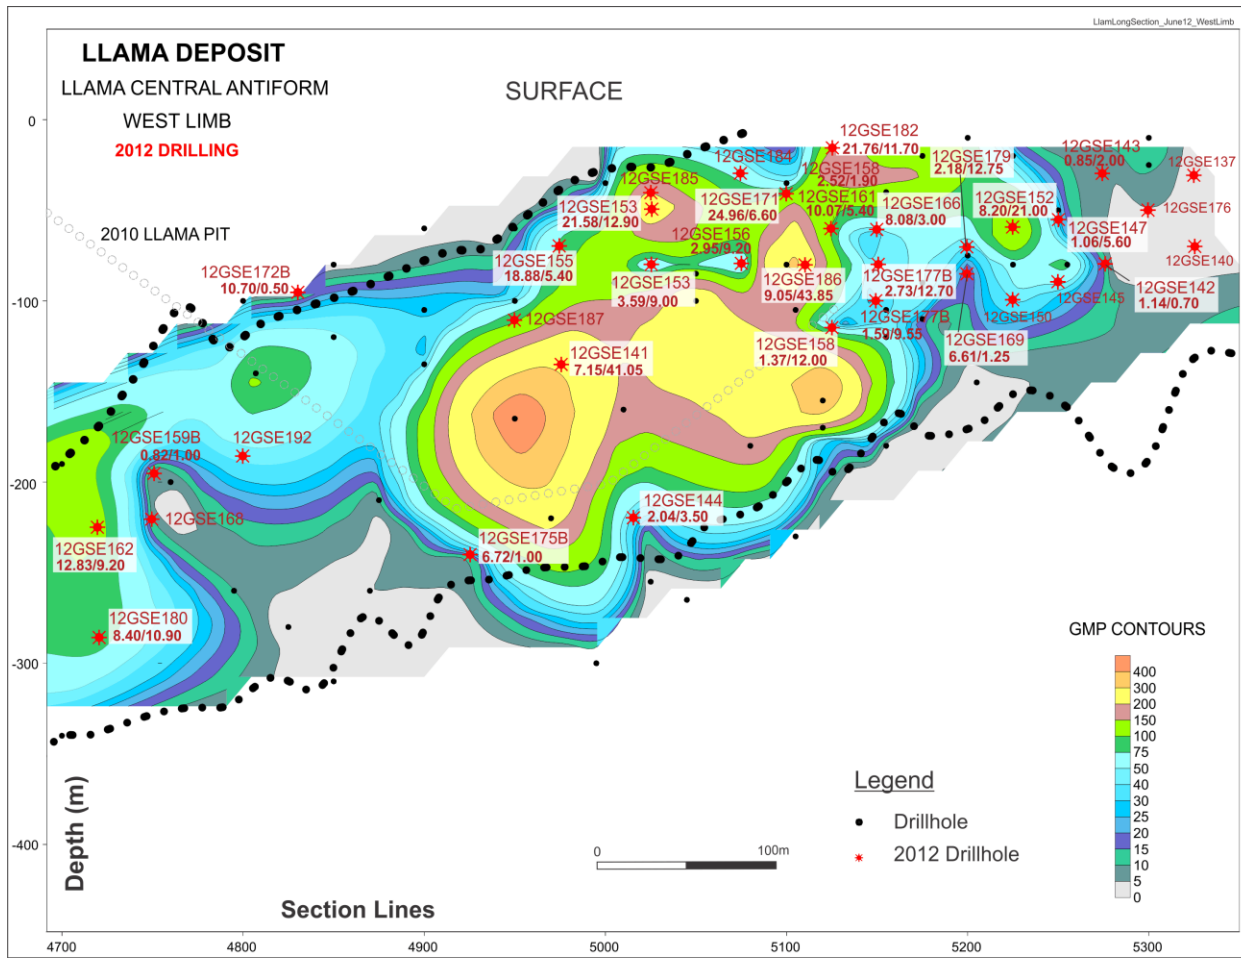 LlamLongSection_June12_WestLimb
LLAMA DEPOSIT
LLAMA CENTRAL ANTIFORM
WEST LIMB
2012 DRILLING
SURFACE
2010 LLAMA PIT
0
-100
-200
-300
-400
Depth (m)
12GSE182
21.76/11.70
12GSE184
12GSE158
2.52/1.90
12GSE179
2.18/12.75
12GSE143
0.85/2.00
12GSE137
12GSE185
12GSE153
21.58/12.90
12GSE171
24.96/6.60
12GSE161
10.07/5.40
12GSE166
8.08/3.00
12GSE152
8.20/21.00
12GSE176
12GSE147
1.06/5.60
12GSE156
2.95/9.20
12GSE155
18.88/5.40
12GSE140
12GSE172B
10.70/0.50
12GSE153
3.59/9.00
12GSE186
9.05/43.85
12GSE177B
2.73/12.70
12GSE145
12GSE142
1.14/0.70
12GSE187
12GSE177B
1.59/9.55
12GSE150
12GSE169
6.61/1.25
12GSE141
7.15/41.05
12GSE158
1.37/12.00
12GSE159B
0.82/1.00
12GSE192
12GSE168
12GSE144
2.04/3.50
12GSE162
12.83/9.20
12GSE175B
6.72/1.00
12GSE180
8.40/10.90
GMP CONTOURS
400
300
200
150
100
75
50
40
30
25
20
15
10
5
0
Legend
Drillhole
2012 Drillhole
0 100m
Section Lines
4700 4800 4900 5000 5100 5200 5300